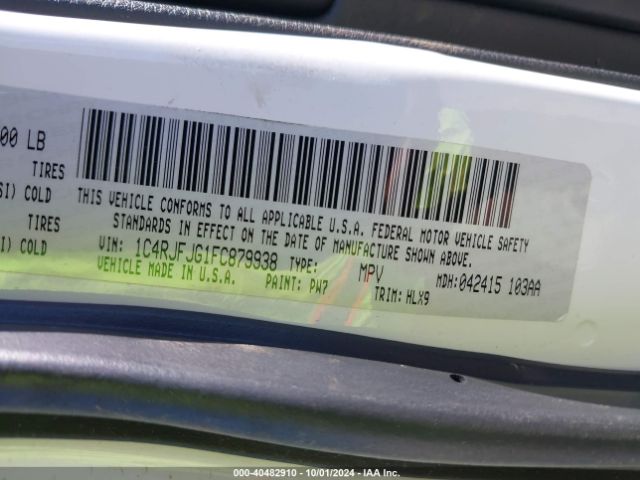 00 LB
TIRES
SI) COLD
TIRES
I) COLD
THIS VEHICLE CONFORMS TO ALL APPLICABLE U.S.A. FEDERAL MOTOR VEHICLE SAFETY
STANDARDS IN EFFECT ON THE DATE OF MANUFACTURE SHOWN ABOVE.
VIN: 1C4RJFJG1FC879938 TYPE: MPV MDH:042415 103AA
VEHICLE MADE IN U.S.A. PAINT: PW7 TRIM: HLX9
000-40482910 - 10/01/2024 - IAA Inc.